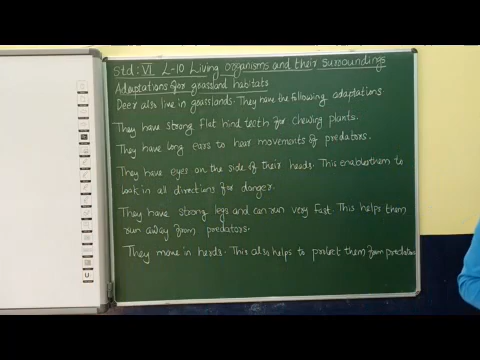 Std: VI L-10 Living organisms and their surroundings
Adaptations for grassland habitats
Deer also live in grasslands. They have the following adaptations.
They have strong flat hind teeth for chewing plants.
They have long ears to hear movements of predators.
They have eyes on the side of their heads. This enables them to
look in all directions for danger.
They have strong legs and can run very fast This helps them
run away from predators.
They move in herds. This also helps to protect them from predators